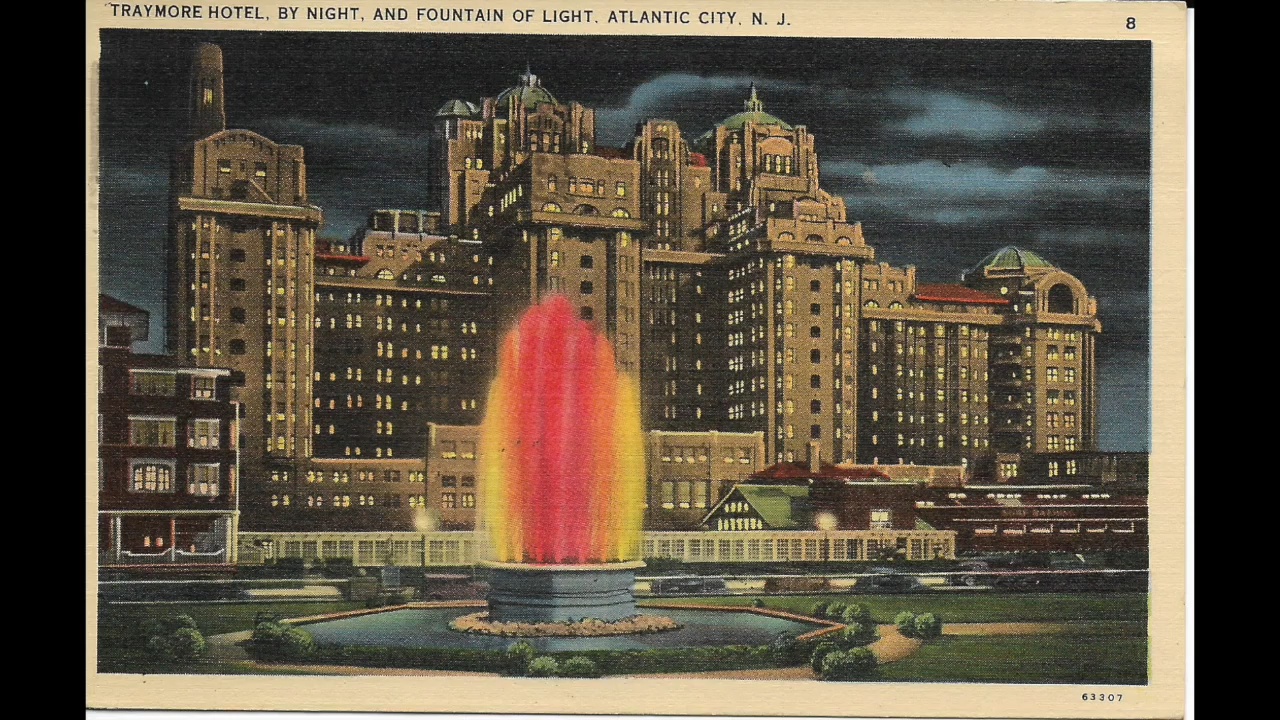 TRAYMORE HOTEL, BY NIGHT, AND FOUNTAIN OF LIGHT, ATLANTIC CITY, N. J.
8
63307